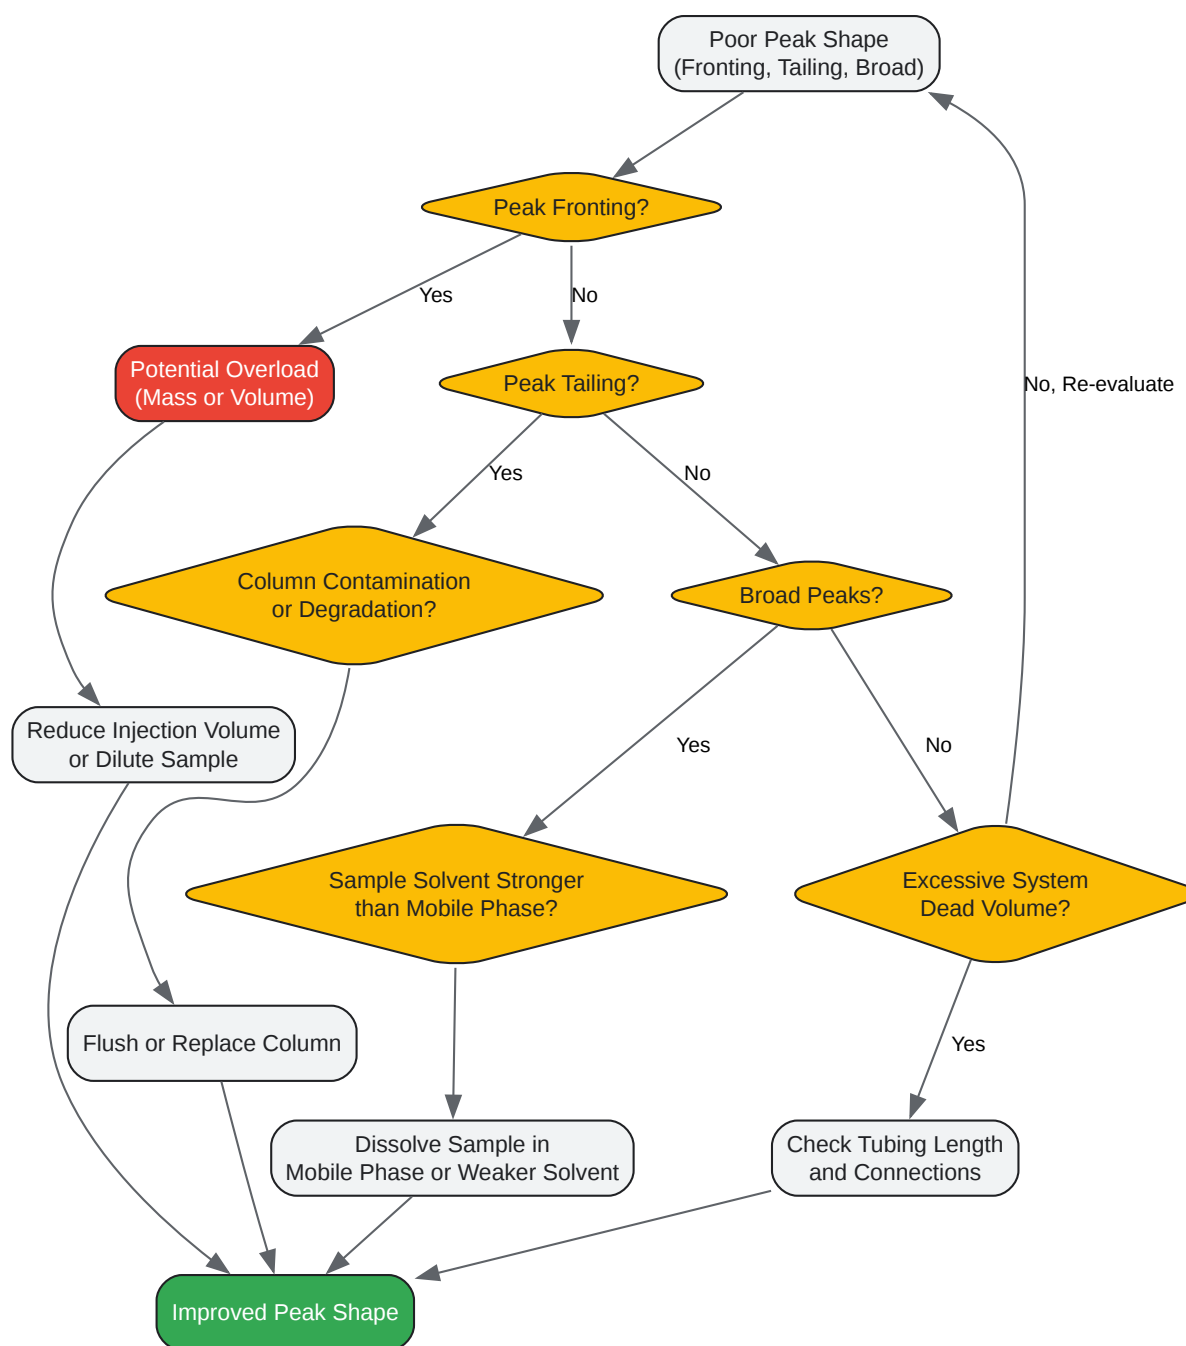 Poor Peak Shape
(Fronting, Tailing, Broad)
Peak Fronting?
Yes
No
Potential Overload
(Mass or Volume)
Peak Tailing?
No, Re-evaluate
Yes
No
Column Contamination
or Degradation?
Broad Peaks?
Reduce Injection Volume
or Dilute Sample
Yes
No
Sample Solvent Stronger
than Mobile Phase?
Excessive System
Dead Volume?
Flush or Replace Column
Yes
Dissolve Sample in
Mobile Phase or Weaker Solvent
Check Tubing Length
and Connections
Improved Peak Shape